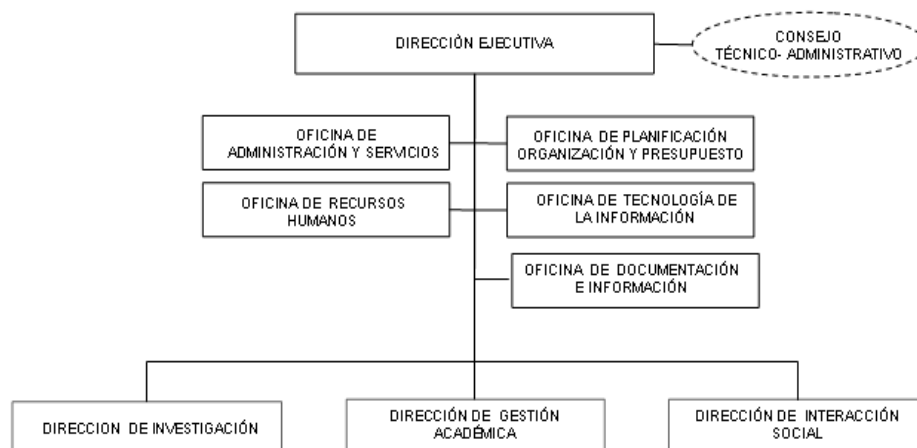 DIRECCIÓN EJECUTIVA
CONSEJO
TÉCNICO- ADMINISTRATIVO
OFICINA DE
ADMINISTRACIÓN Y SERVICIOS
OFICINA DE PLANIFICACIÓN
ORGANIZACIÓN Y PRESUPUESTO
OFICINA DE RECURSOS
HUMANOS
OFICINA DE TECNOLOGÍA DE
LA INFORMACIÓN
OFICINA DE DOCUMENTACIÓN
E INFORMACIÓN
DIRECCION DE INVESTIGACIÓN
DIRECCIÓN DE GESTIÓN
ACADÉMICA
DIRECCIÓN DE INTERACCIÓN
SOCIAL